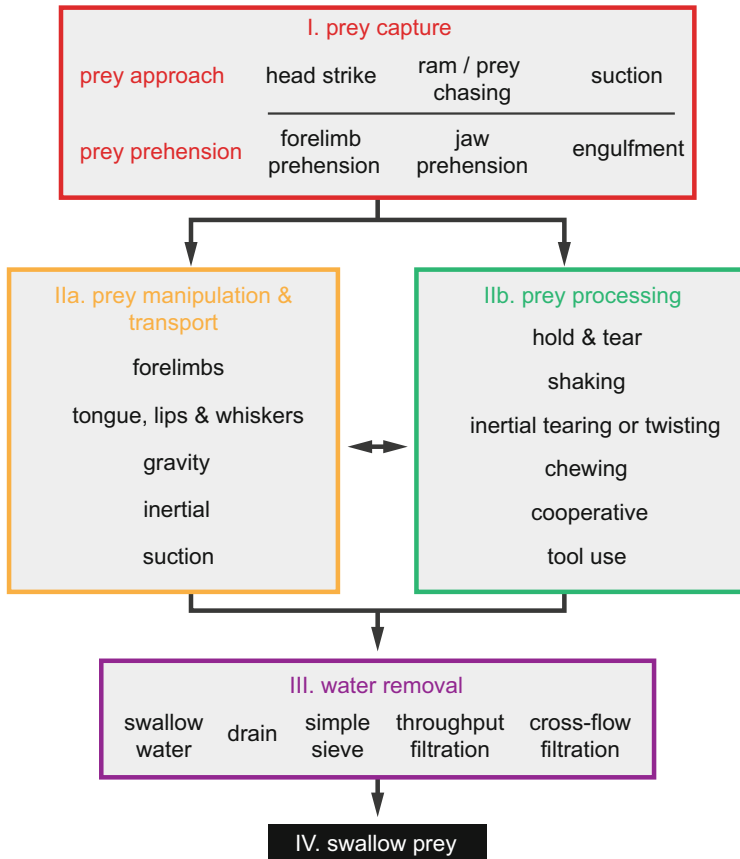 I. prey capture
prey approach
head strike
ram / prey
chasing
suction
prey prehension
forelimb
prehension
jaw
prehension
engulfment
IIa. prey manipulation &
transport
forelimbs
tongue, lips & whiskers
gravity
inertial
suction
IIb. prey processing
hold & tear
shaking
inertial tearing or twisting
chewing
cooperative
tool use
III. water removal
swallow
water
drain
simple
sieve
throughput
filtration
cross-flow
filtration
IV. swallow prey